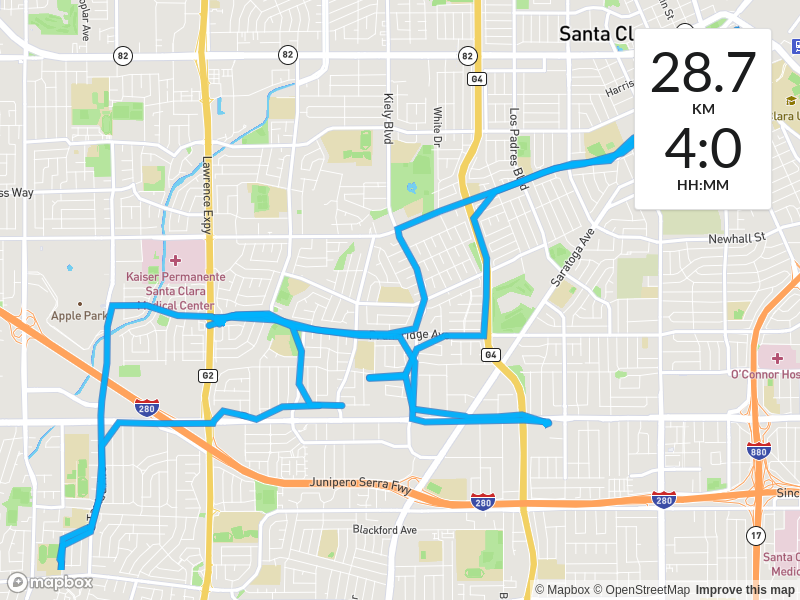 Santa Cl
82
82
82
G4
28.7
KM
4:0
HH:MM
Harris
Clara U
Kiely Blvd
White Dr
Los Padres Blvd
Lawrence Expy
ss Way
Saratoga Ave
Newhall St
Kaiser Permanente
Santa Clara
Medical Center
Apple Park
ridge Av
G4
G2
O'Connor Hos
280
880
Junipero Serra Fwy
280
280
Sinc
Blackford Ave
17
Santa C
Medic
mapbox
© Mapbox © OpenStreetMap Improve this map